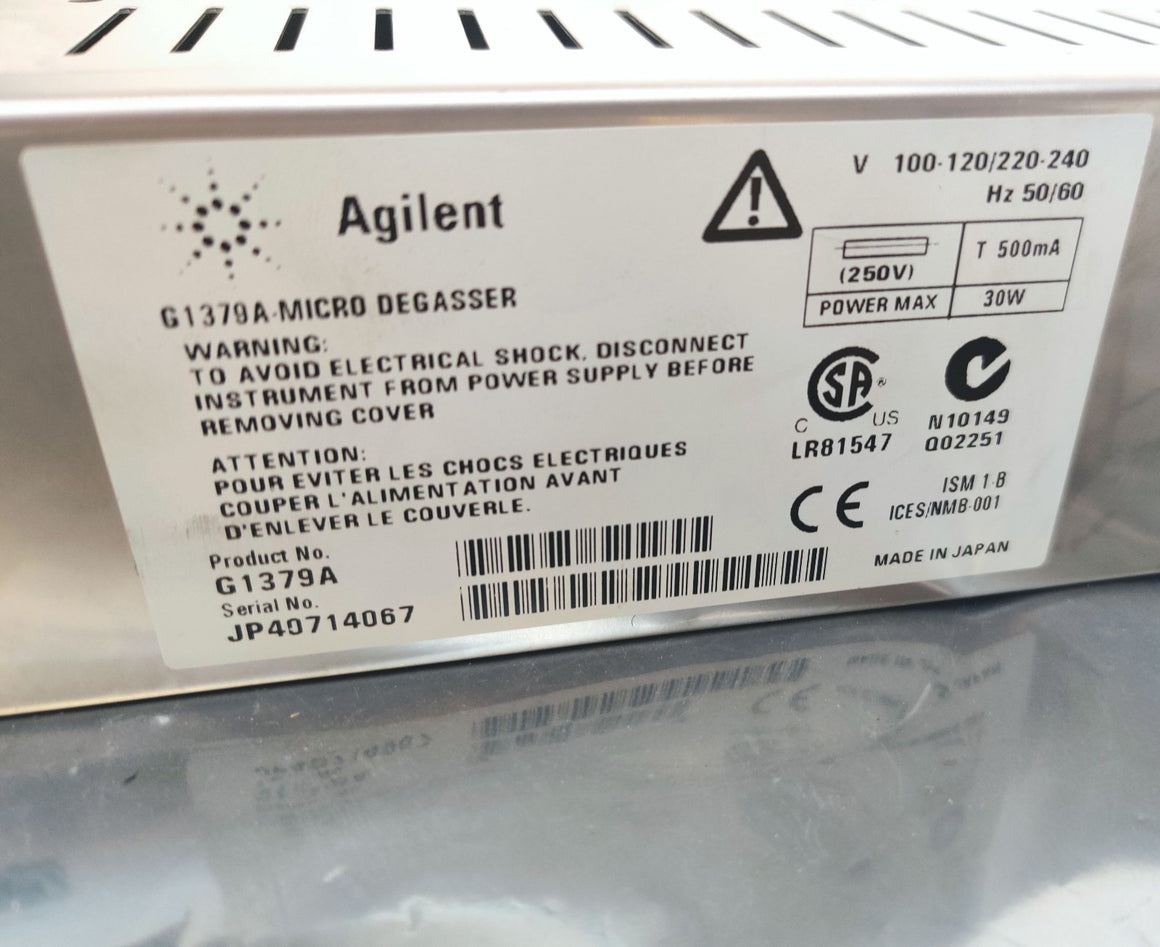 Agilent
G1379A-MICRO DEGASSER
WARNING:
TO AVOID ELECTRICAL SHOCK, DISCONNECT
INSTRUMENT FROM POWER SUPPLY BEFORE
REMOVING COVER
ATTENTION:
POUR EVITER LES CHOCS ELECTRIQUES
COUPER L'ALIMENTATION AVANT
D'ENLEVER LE COUVERLE.
Product No.
G1379A
Serial No.
JP40714067
V 100-120/220-240
Hz 50/60
(250V) T 500mA
POWER MAX 30W
C SA ® US
LR81547
N10149
Q02251
CE
ISM 1-B
ICES/NMB-001
MADE IN JAPAN